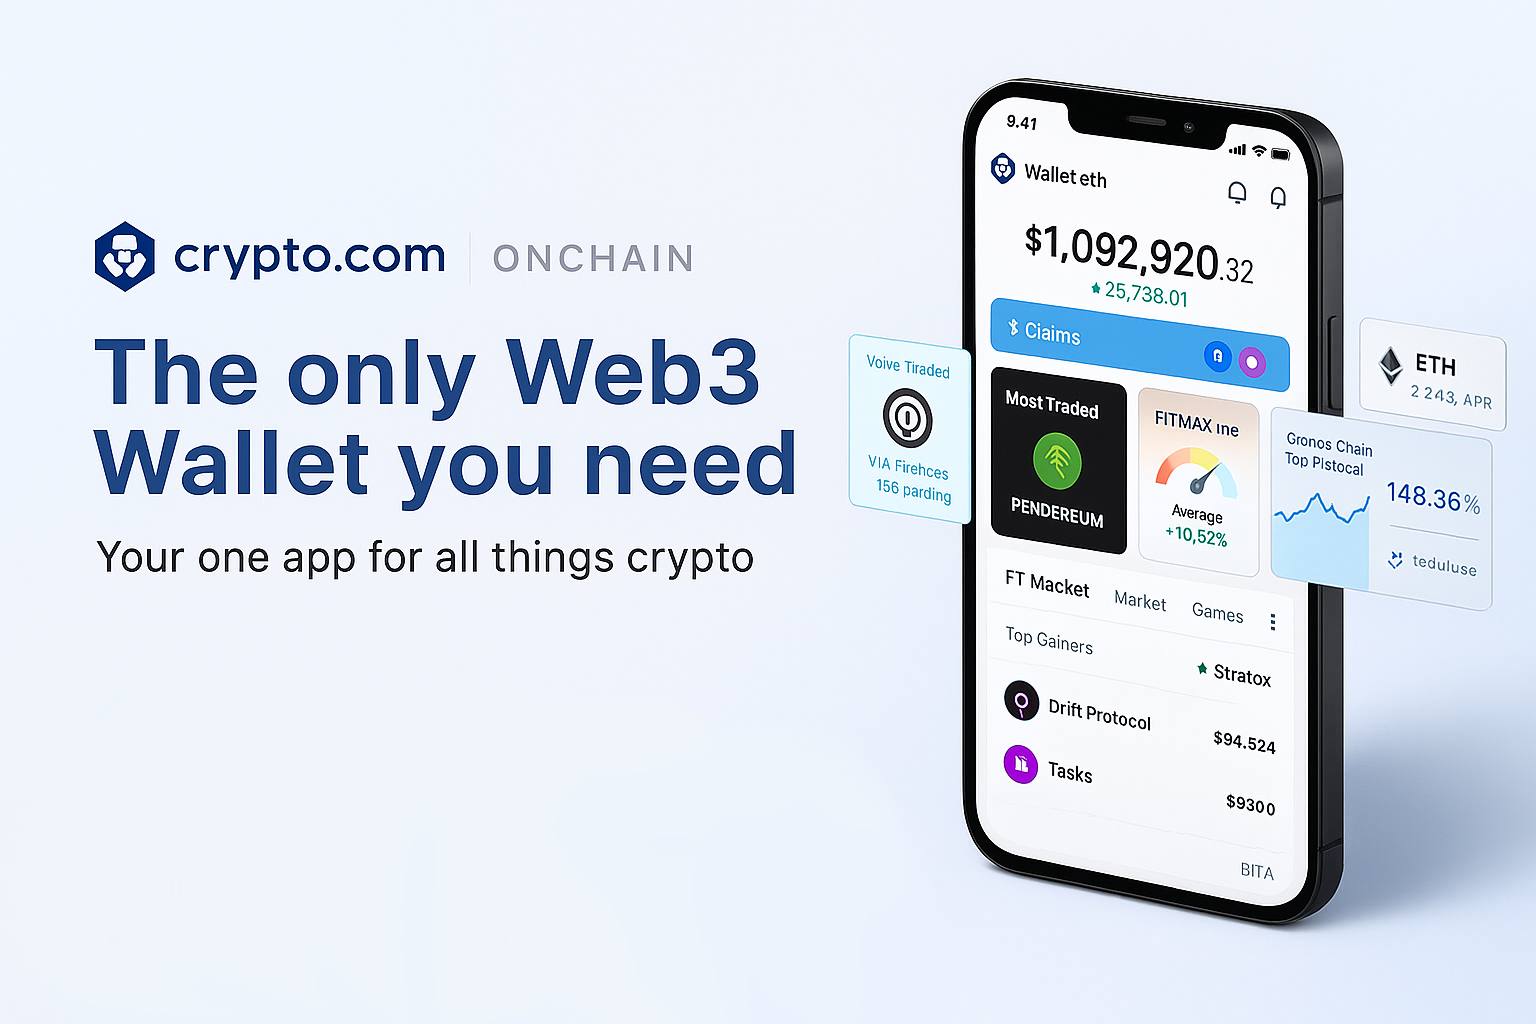 crypto.com ONCHAIN
The only Web3
Wallet you need
Your one app for all things crypto
9.41
Wallet eth
$1,092,920.32
25,738.01
Claims
Voive Tiraded
VIA Firehces
156 parding
Most Traded
PENDEREUM
FITMAX ıne
Average
+10,52%
ETH
2 243, APR
Gronos Chain
Top Plstocal
148.36%
teduluse
FT Macket Market Games
Top Gainers
Stratox
Drift Protocol
$94.524
Tasks
$9300
BITA